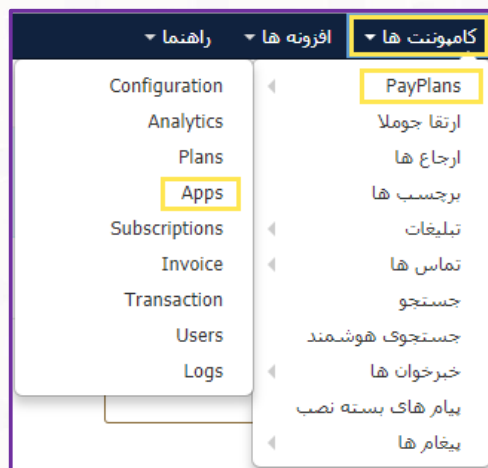 کامپوننت ها افزونه ها راهنما
PayPlans
ارتقا جوملا
ارجاع ها
برچسب ها
تبلیغات
تماس ها
جستجو
جستجوی هوشمند
خبرخوان ها
پیام های بسته نصب
پیغام ها
Configuration
Analytics
Plans
Apps
Subscriptions
Invoice
Transaction
Users
Logs